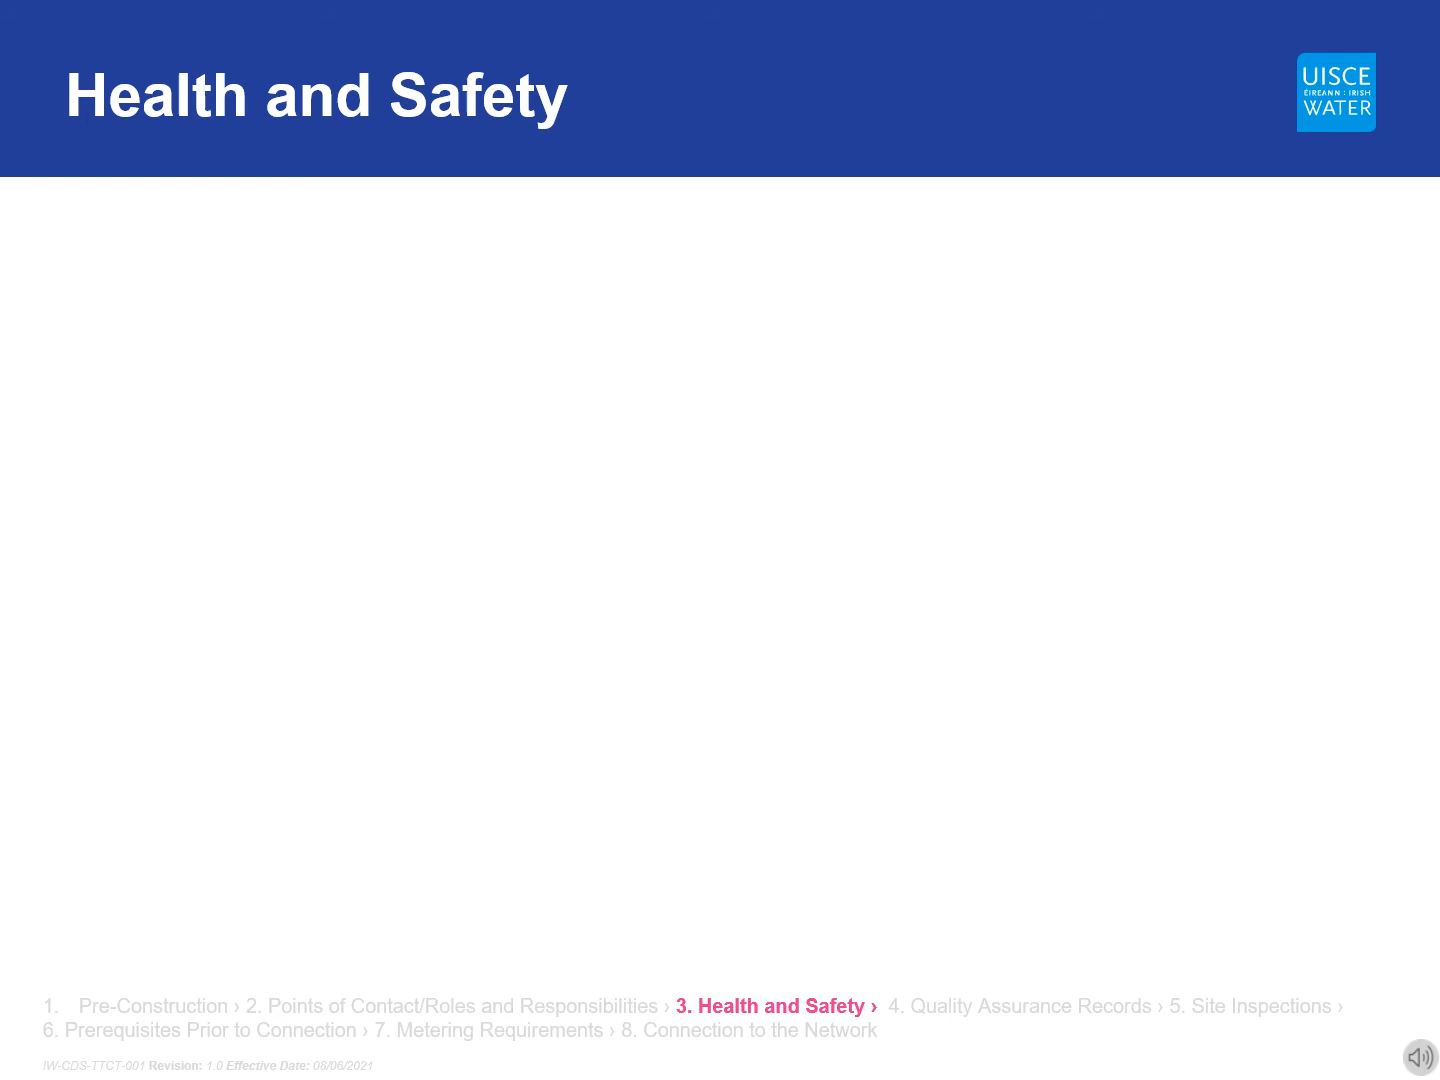 Health and Safety
UISCE
ÉIREANN : IRISH
WATER
1. Pre-Construction › 2. Points of Contact/Roles and Responsibilities › 3. Health and Safety › 4. Quality Assurance Records › 5. Site Inspections ›
6. Prerequisites Prior to Connection › 7. Metering Requirements › 8. Connection to the Network
IW-CDS-TTCT-001 Revision: 1.0 Effective Date: 08/06/2021